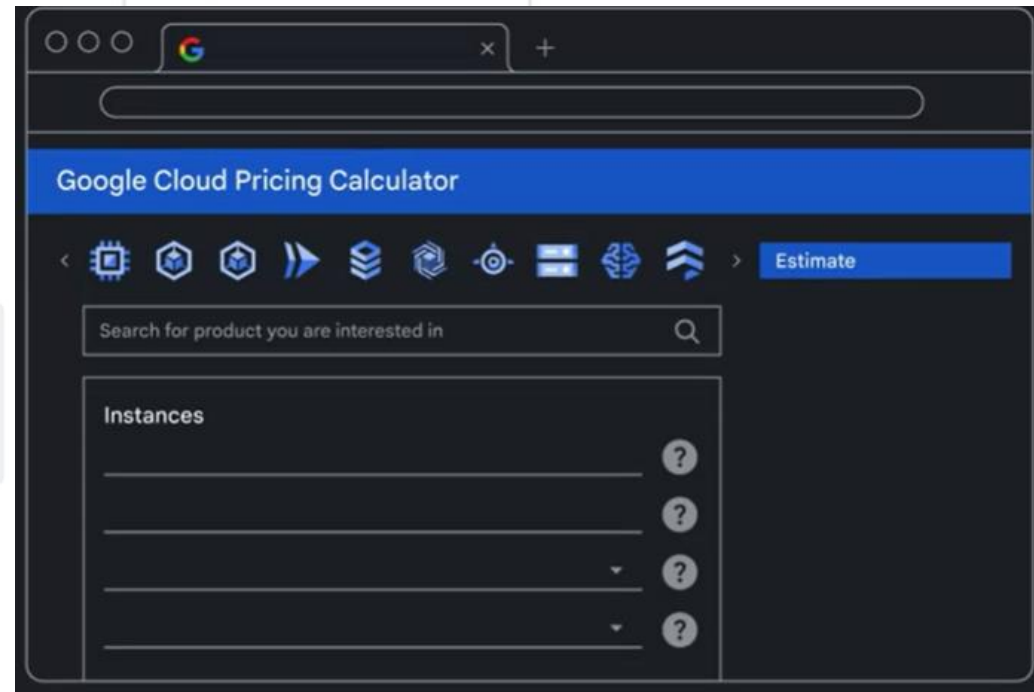 Google Cloud Pricing Calculator
Estimate
Search for product you are interested in
Instances